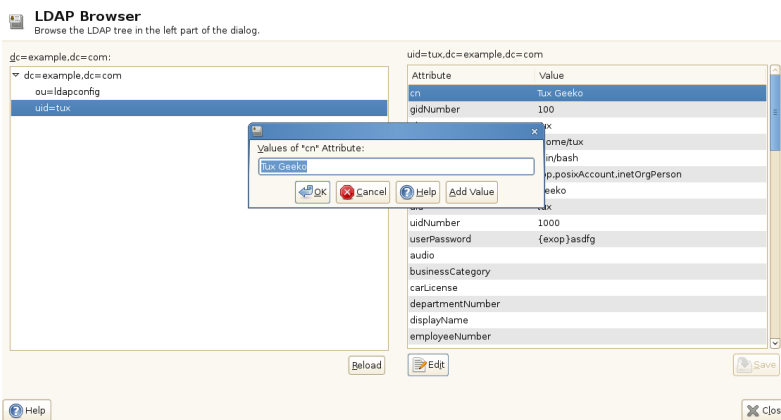 LDAP Browser
Browse the LDAP tree in the left part of the dialog.
dc=example,dc=com:
dc=example,dc=com
ou=ldapconfig
uid=tux
uid=tux,dc=example,dc=com
Attribute Value
cn Tux Geeko
gidNumber 100
ome/tux
in/bash
op,posixAccount,inetOrgPerson
eeko
tux
uidNumber 1000
userPassword {exop}asdfg
audio
businessCategory
carLicense
departmentNumber
displayName
employeeNumber
Values of "cn" Attribute:
Tux Geeko
OK Cancel Help Add Value
Reload Edit Save
Help Clos